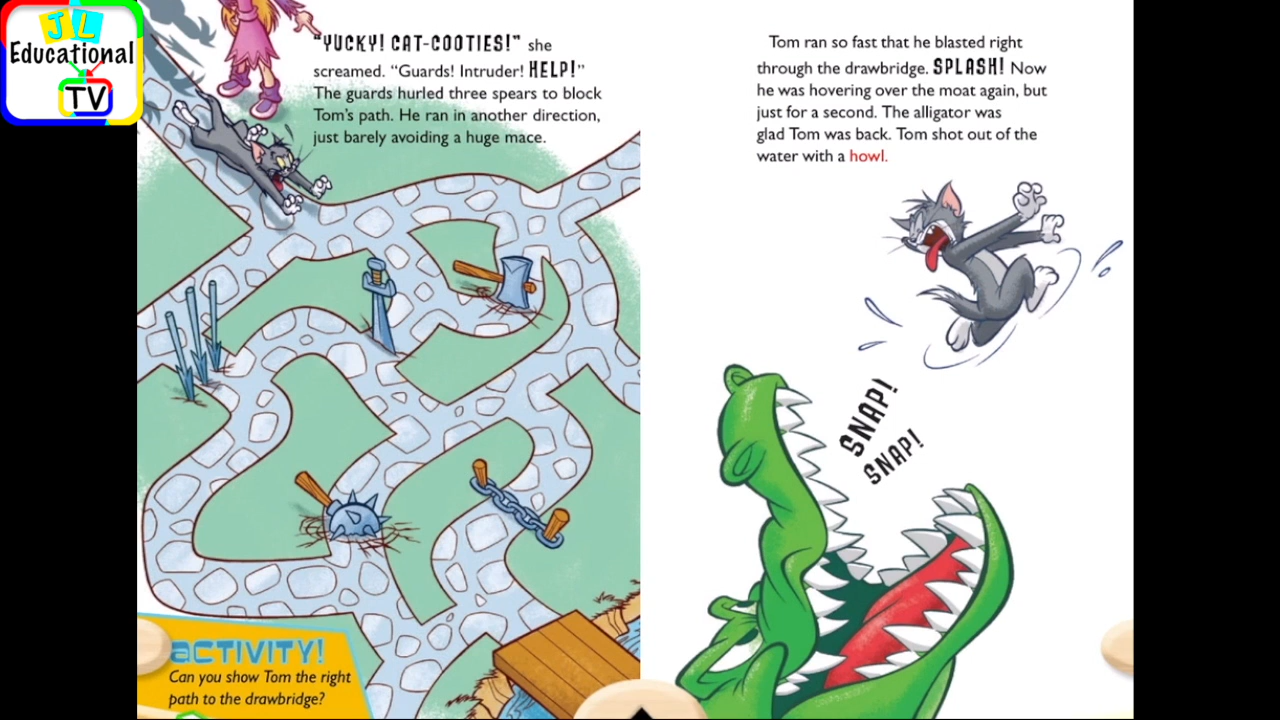 JL
Educational
TV
"YUCKY! CAT-COOTIES!" she
screamed. "Guards! Intruder! HELP!"
The guards hurled three spears to block
Tom's path. He ran in another direction,
just barely avoiding a huge mace.
ACTIVITY!
Can you show Tom the right
path to the drawbridge?
Tom ran so fast that he blasted right
through the drawbridge. SPLASH! Now
he was hovering over the moat again, but
just for a second. The alligator was
glad Tom was back. Tom shot out of the
water with a howl.
SNAP!
SNAP!